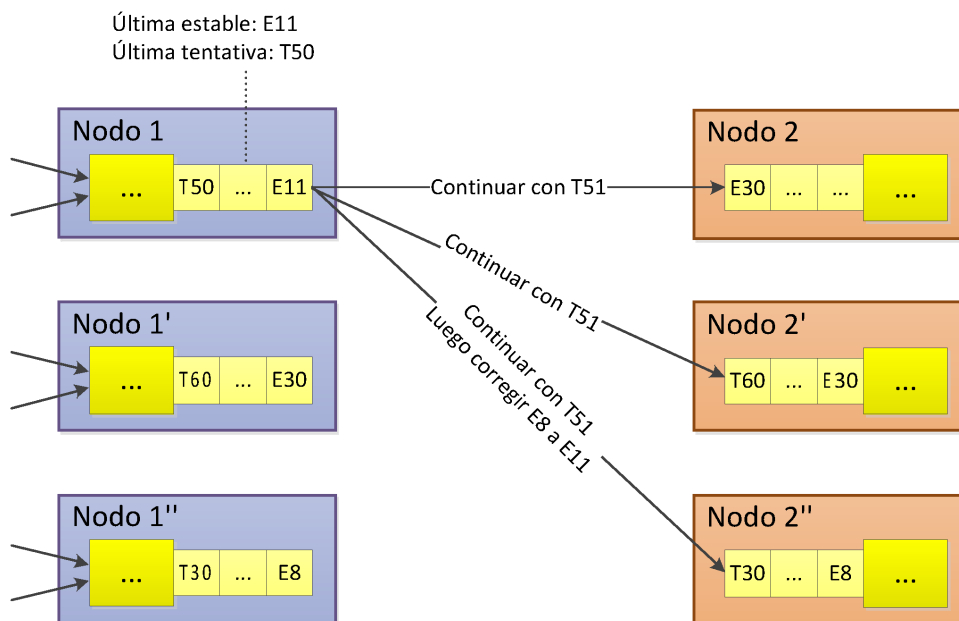 Última estable: E11
Última tentativa: T50
Nodo 1
... T50 ... E11
Continuar con T51
Nodo 2
E30 ... ... ...
Continuar con T51
Continuar con T51
Luego corregir E8 a E11
Nodo 1'
... T60 ... E30
Nodo 2'
T60 ... E30 ...
Nodo 1''
... T30 ... E8
Nodo 2''
T30 ... E8 ...